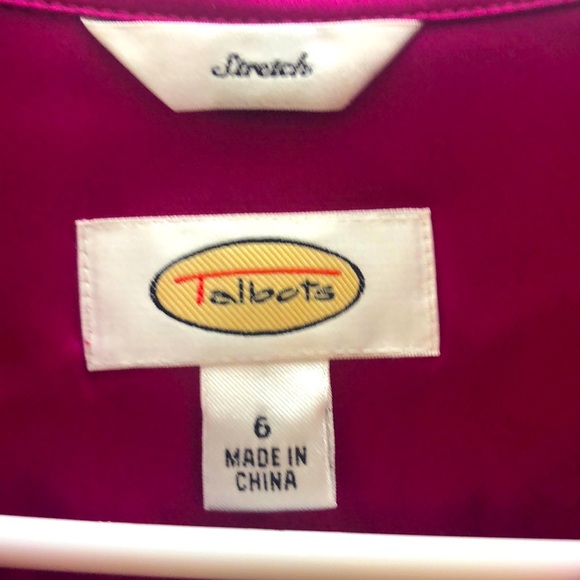 Stretch
Talbots
6
MADE IN
CHINA